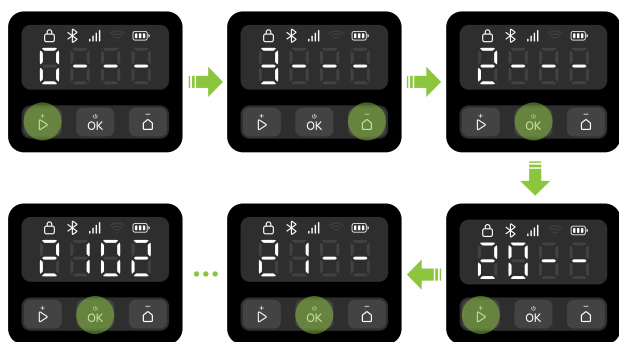 0---
+ −
OK
3---
+ −
OK
2---
+ −
OK
20--
+ −
OK
21--
+ −
OK
...
2102
+ −
OK